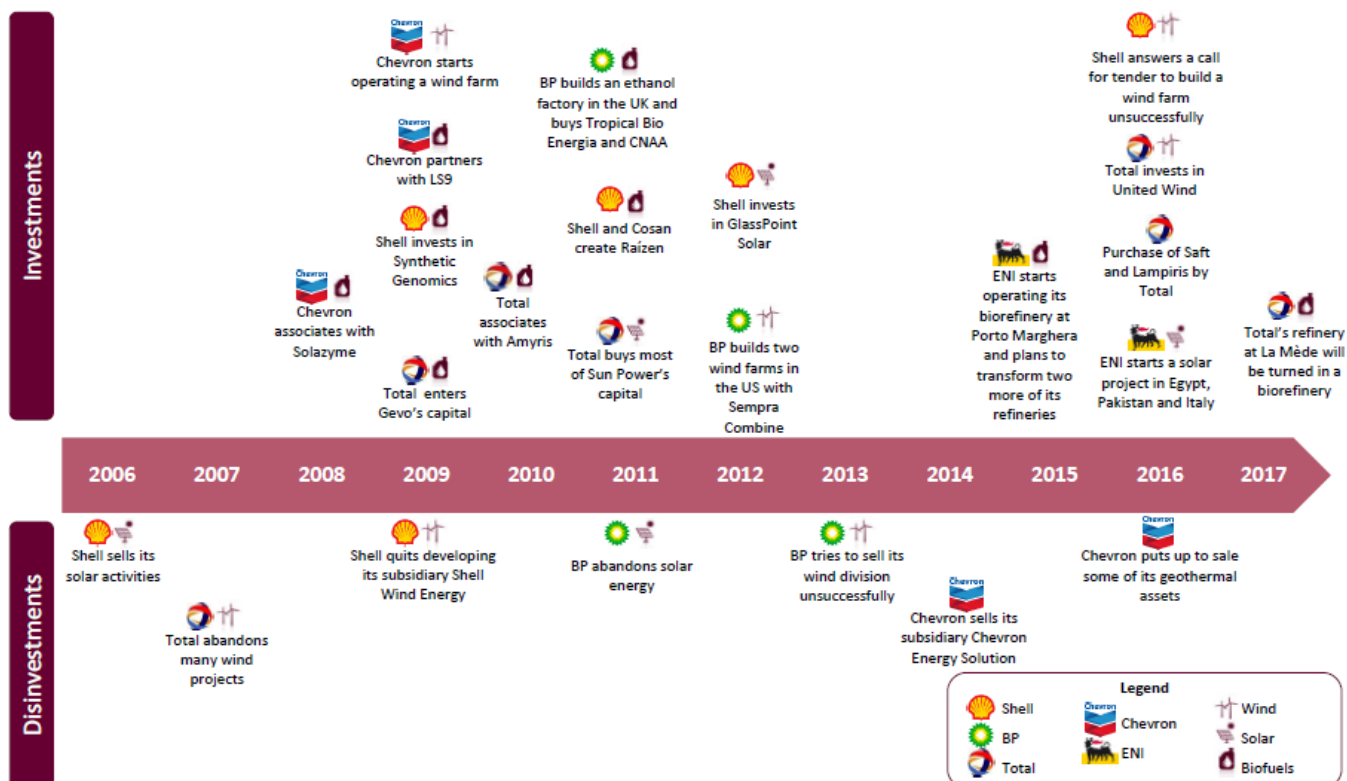 Investments
Chevron
Chevron starts
operating a wind farm
Chevron
Chevron partners
with LS9
Shell invests in
Synthetic
Genomics
Chevron
Chevron
associates with
Solazyme
Total enters
Gevo's capital
Total
associates
with Amyris
BP builds an ethanol
factory in the UK and
buys Tropical Bio
Energia and CNAA
Shell and Cosan
create Raízen
Total buys most
of Sun Power's
capital
Shell invests
in GlassPoint
Solar
BP builds two
wind farms in
the US with
Sempra
Combine
ENI starts
operating its
biorefinery at
Porto Marghera
and plans to
transform two
more of its
refineries
Shell answers a call
for tender to build a
wind farm
unsuccessfully
Total invests in
United Wind
Purchase of Saft
and Lampiris by
Total
ENI starts a solar
project in Egypt,
Pakistan and Italy
Total's refinery
at La Mède will
be turned in a
biorefinery
2006 2007 2008 2009 2010 2011 2012 2013 2014 2015 2016 2017
Disinvestments
Shell sells its
solar activities
Total abandons
many wind
projects
Shell quits developing
its subsidiary Shell
Wind Energy
BP abandons solar
energy
BP tries to sell its
wind division
unsuccessfully
Chevron
Chevron sells its
subsidiary Chevron
Energy Solution
Chevron
Chevron puts up to sale
some of its geothermal
assets
Legend
Shell
BP
Total
Chevron
Chevron
ENI
Wind
Solar
Biofuels